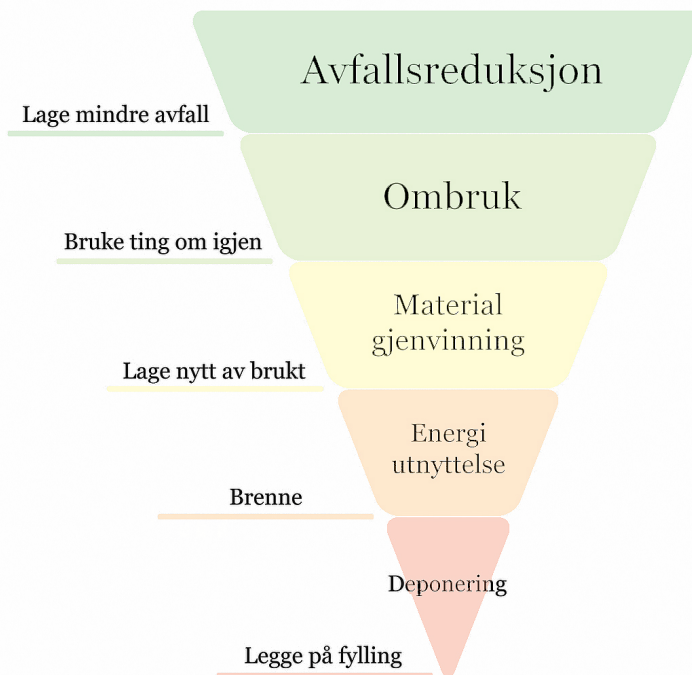 Avfallsreduksjon
Lage mindre avfall
Ombruk
Bruke ting om igjen
Material
gjenvinning
Lage nytt av brukt
Energi
utnyttelse
Brenne
Deponering
Legge på fylling